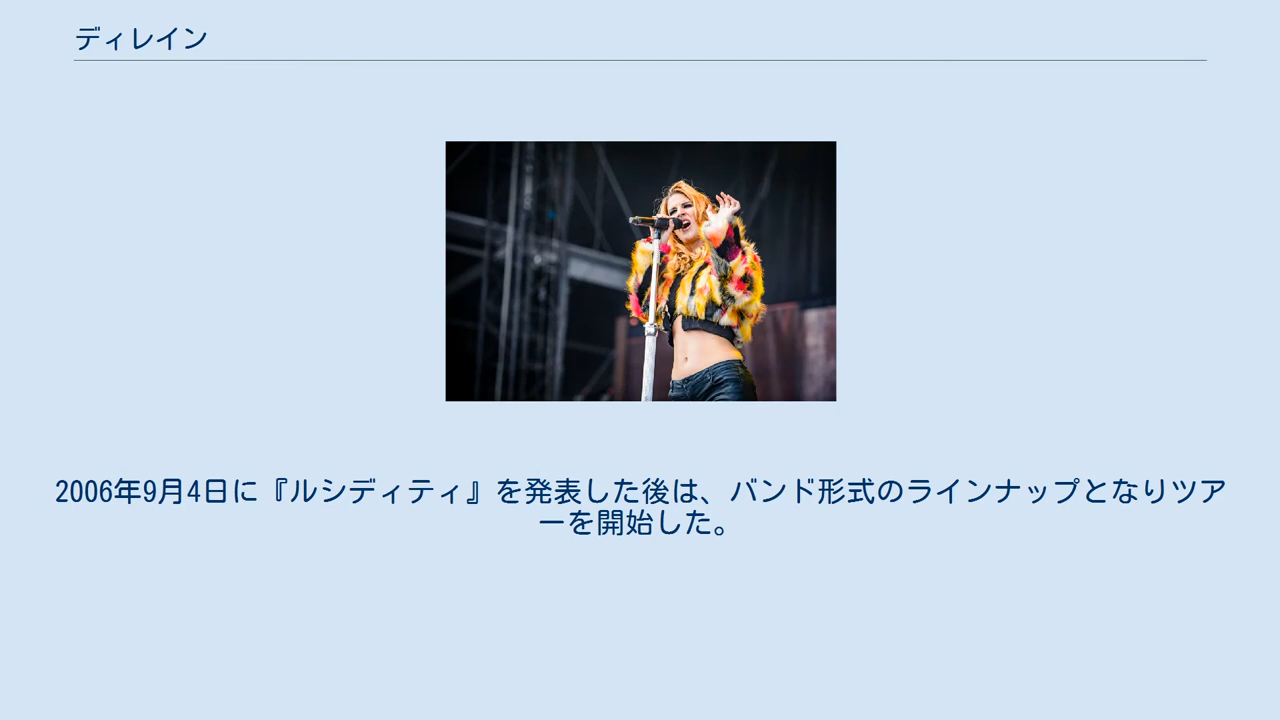 ディレイン
2006年9月4日に『ルシディティ』を発表した後は、バンド形式のラインナップとなりツア
ーを開始した。